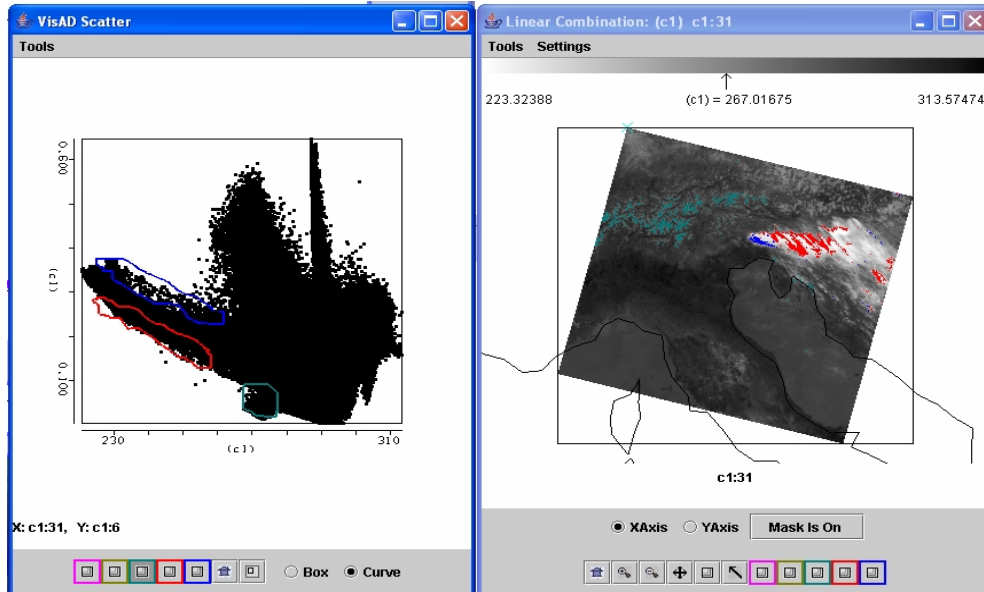 VisAD Scatter
Tools
0.600
(c1)
0.100
230
310
(c1)
X: c1:31, Y: c1:6
Box
Curve
Linear Combination: (c1) c1:31
Tools Settings
223.32388
(c1) = 267.01675
313.57474
c1:31
XAxis
YAxis
Mask Is On